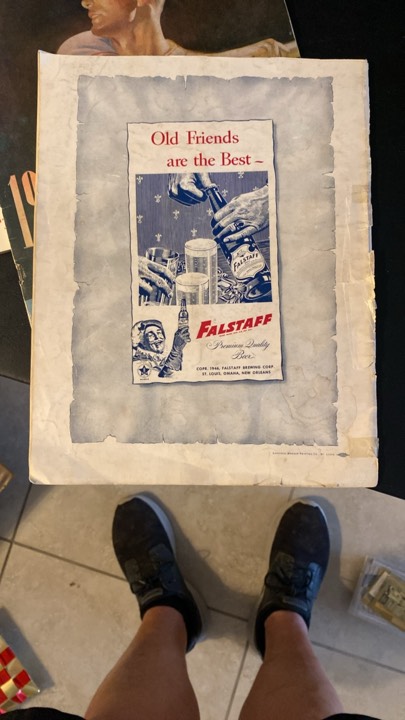 Old Friends
are the Best ~
FALSTAFF
FALSTAFF
Premium Quality
Beer
COPR. 1946, FALSTAFF BREWING CORP.
ST. LOUIS, OMAHA, NEW ORLEANS
19